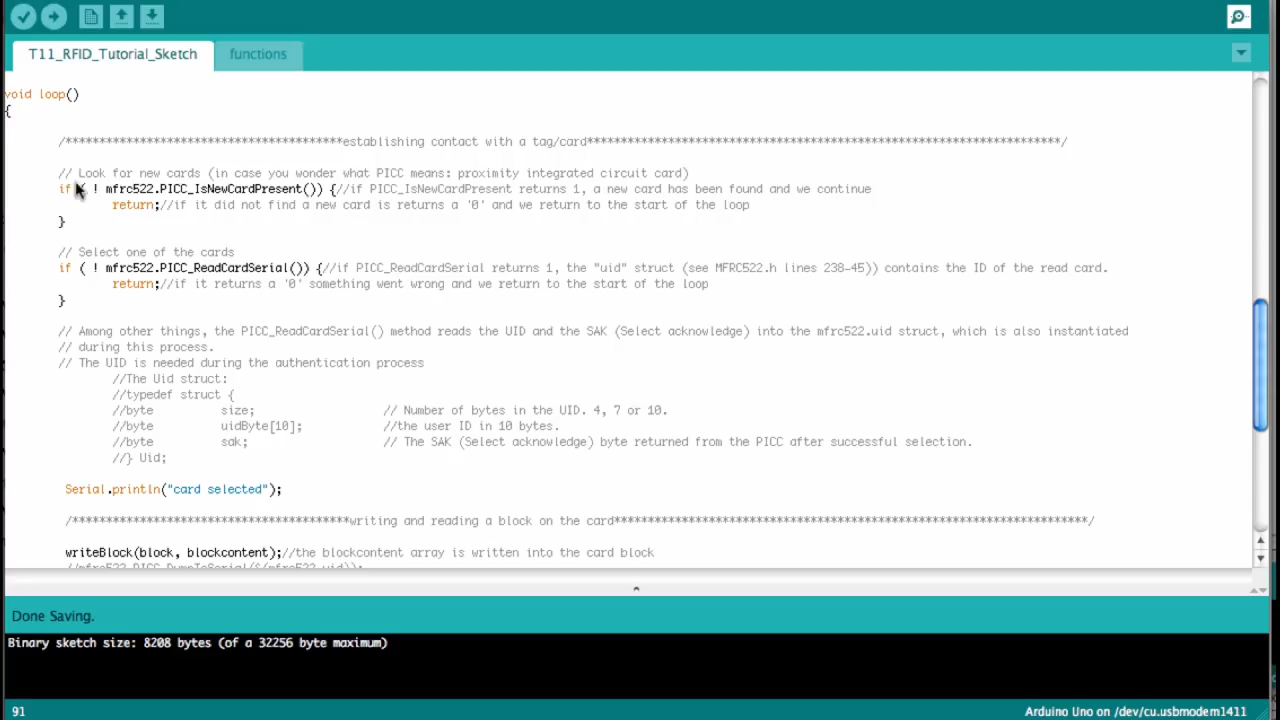 T11_RFID_Tutorial_Sketch functions
void loop()
{
/*****************************************establishing contact with a tag/card**********************************************************************/
// Look for new cards (in case you wonder what PICC means: proximity integrated circuit card)
if ( ! mfrc522.PICC_IsNewCardPresent()) {//if PICC_IsNewCardPresent returns 1, a new card has been found and we continue
return;//if it did not find a new card is returns a '0' and we return to the start of the loop
}
// Select one of the cards
if ( ! mfrc522.PICC_ReadCardSerial()) {//if PICC_ReadCardSerial returns 1, the "uid" struct (see MFRC522.h lines 238-45)) contains the ID of the read card.
return;//if it returns a '0' something went wrong and we return to the start of the loop
}
// Among other things, the PICC_ReadCardSerial() method reads the UID and the SAK (Select acknowledge) into the mfrc522.uid struct, which is also instantiated
// during this process.
// The UID is needed during the authentication process
//The Uid struct:
//typedef struct {
//byte size; // Number of bytes in the UID. 4, 7 or 10.
//byte uidByte[10]; //the user ID in 10 bytes.
//byte sak; // The SAK (Select acknowledge) byte returned from the PICC after successful selection.
//} Uid;
Serial.println("card selected");
/*****************************************writing and reading a block on the card**********************************************************************/
writeBlock(block, blockcontent);//the blockcontent array is written into the card block
//mfrc522.PICC_DumpToSerial(&(mfrc522.uid));
Done Saving.
Binary sketch size: 8208 bytes (of a 32256 byte maximum)
91 Arduino Uno on /dev/cu.usbmodem1411